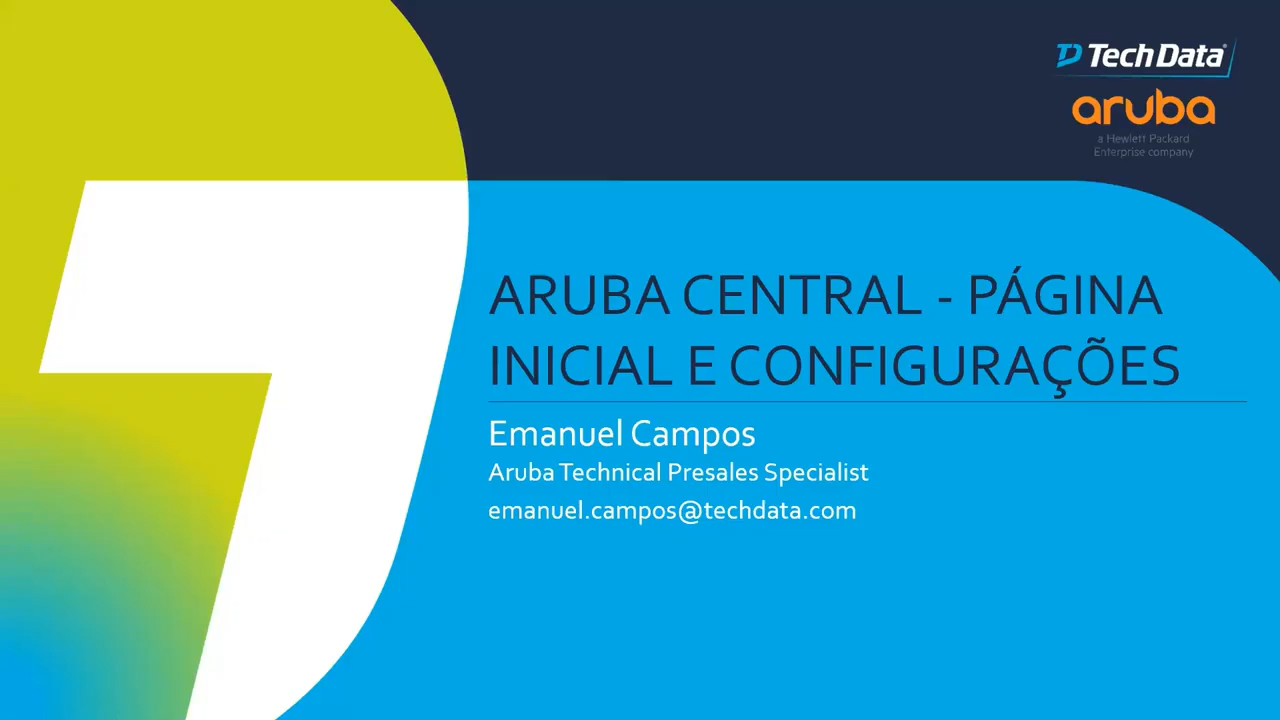 TechData
aruba
a Hewlett Packard
Enterprise company
ARUBA CENTRAL - PÁGINA
INICIAL E CONFIGURAÇÕES
Emanuel Campos
Aruba Technical Presales Specialist
emanuel.campos@techdata.com